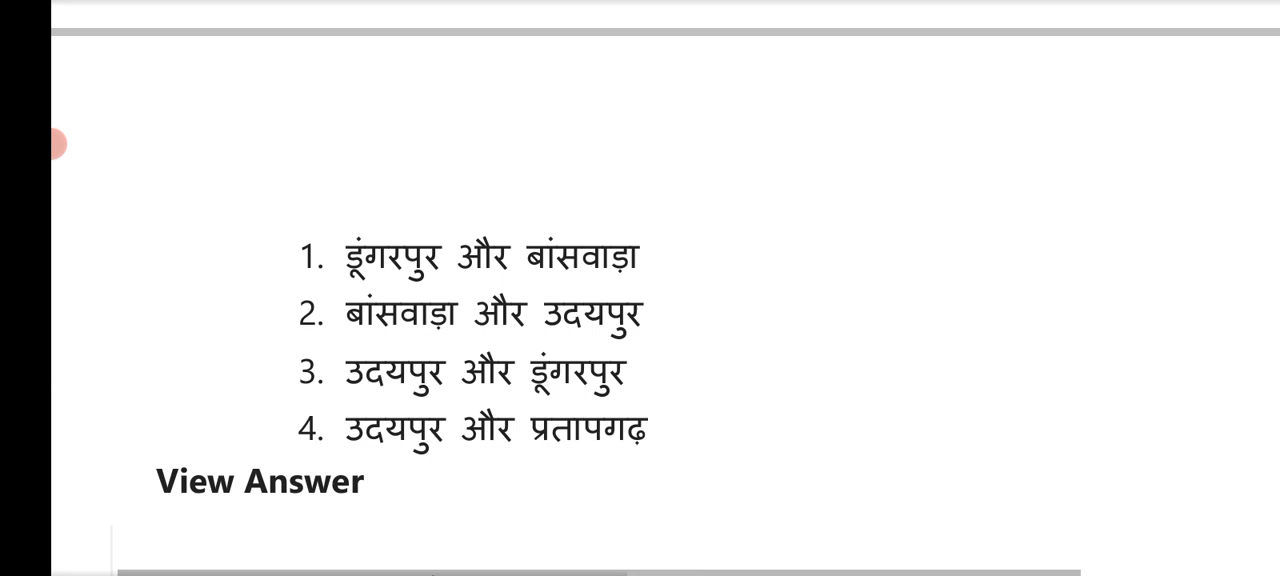 1. डूंगरपुर और बांसवाड़ा
2. बांसवाड़ा और उदयपुर
3. उदयपुर और डूंगरपुर
4. उदयपुर और प्रतापगढ़
View Answer